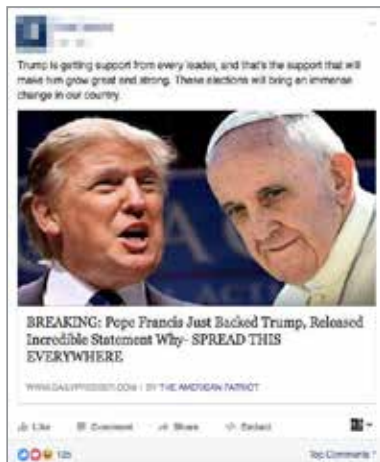 Trump is getting support from every leader, and that's the support that will
make him grow great and strong. These elections will bring an immense
change in our country.
BREAKING: Pope Francis Just Backed Trump, Released
Incredible Statement Why- SPREAD THIS
EVERYWHERE
BY THE AMERICAN PATRIOT
Like Comment Share Embed
Top Comments